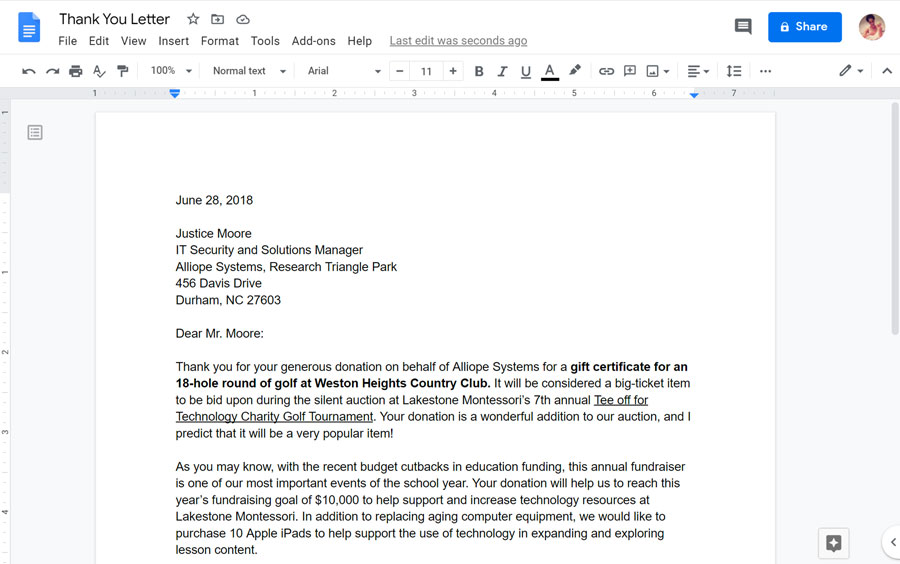 Thank You Letter
File Edit View Insert Format Tools Add-ons Help Last edit was seconds ago
Share
100% Normal text Arial − 11 + B I U A
1 1 2 3 4 5 6 7
1
1
2
3
4
June 28, 2018
Justice Moore
IT Security and Solutions Manager
Alliope Systems, Research Triangle Park
456 Davis Drive
Durham, NC 27603
Dear Mr. Moore:
Thank you for your generous donation on behalf of Alliope Systems for a gift certificate for an
18-hole round of golf at Weston Heights Country Club. It will be considered a big-ticket item
to be bid upon during the silent auction at Lakestone Montessori’s 7th annual Tee off for
Technology Charity Golf Tournament. Your donation is a wonderful addition to our auction, and I
predict that it will be a very popular item!
As you may know, with the recent budget cutbacks in education funding, this annual fundraiser
is one of our most important events of the school year. Your donation will help us to reach this
year’s fundraising goal of $10,000 to help support and increase technology resources at
Lakestone Montessori. In addition to replacing aging computer equipment, we would like to
purchase 10 Apple iPads to help support the use of technology in expanding and exploring
lesson content.